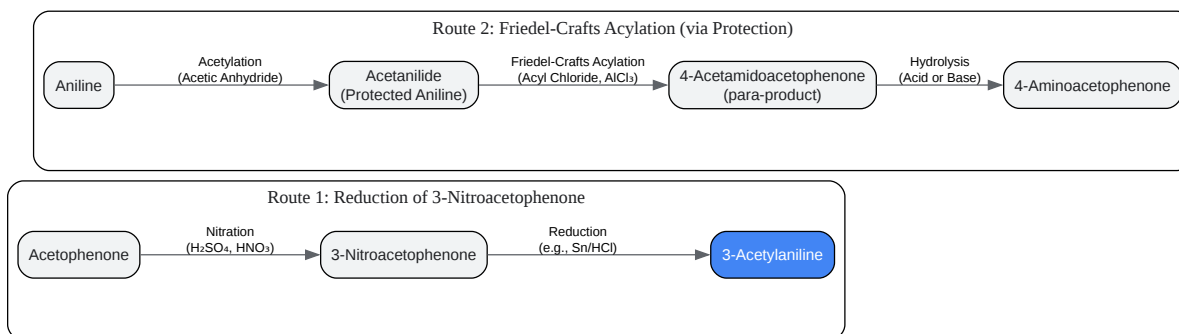 Route 2: Friedel-Crafts Acylation (via Protection)
Aniline
Acetylation
(Acetic Anhydride)
Acetanilide
(Protected Aniline)
Friedel-Crafts Acylation
(Acyl Chloride, AlCl₃)
4-Acetamidoacetophenone
(para-product)
Hydrolysis
(Acid or Base)
4-Aminoacetophenone
Route 1: Reduction of 3-Nitroacetophenone
Acetophenone
Nitration
(H₂SO₄, HNO₃)
3-Nitroacetophenone
Reduction
(e.g., Sn/HCl)
3-Acetylaniline